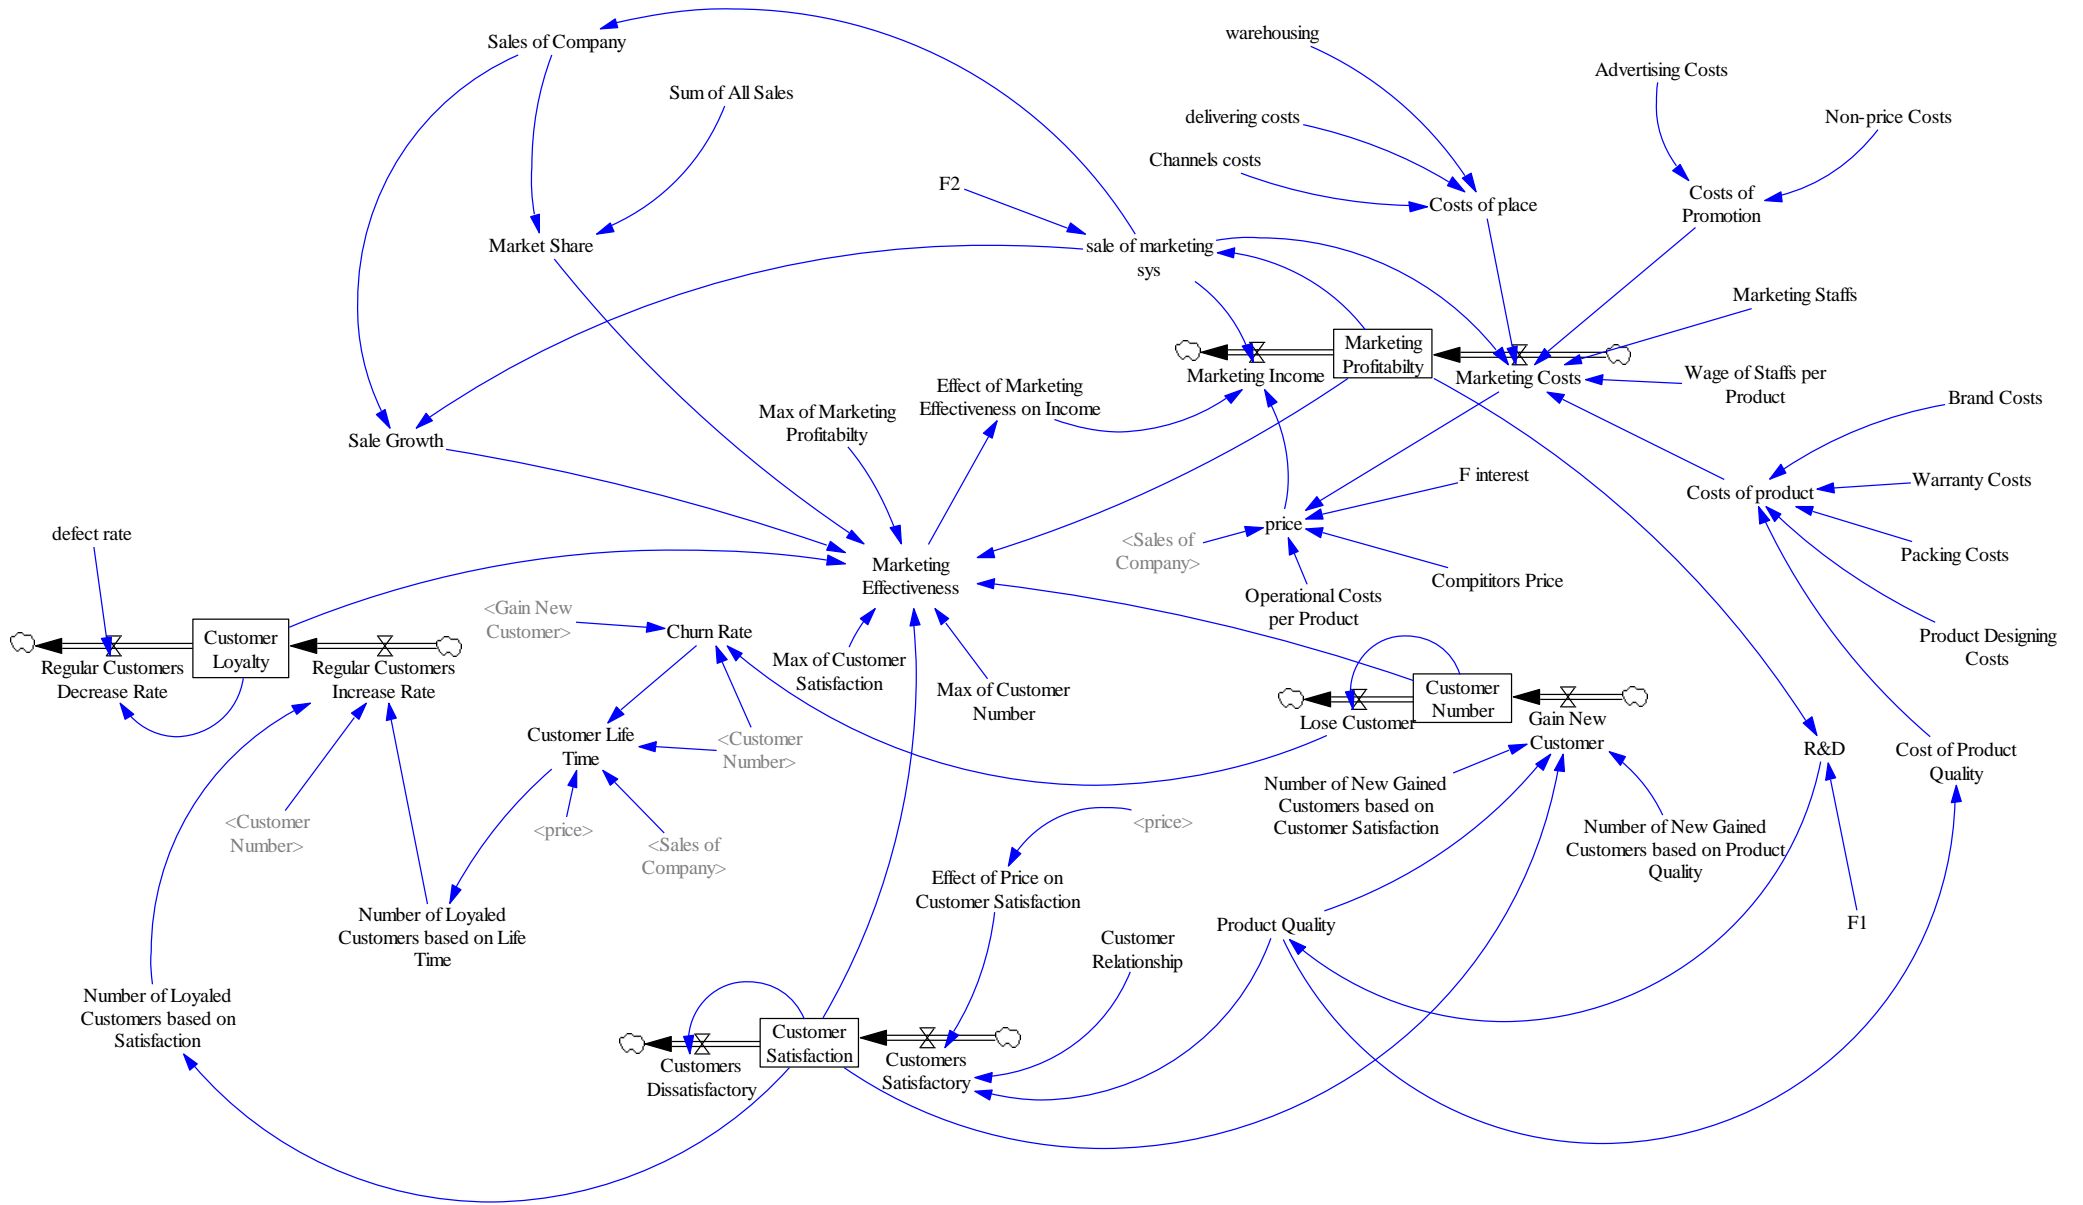 Sales of Company
warehousing
Advertising Costs
Sum of All Sales
delivering costs
Non-price Costs
Channels costs
F2
Costs of
Promotion
Costs of place
Market Share
sale of marketing
sys
Marketing Staffs
Marketing
Profitabilty
Marketing Income
Marketing Costs
Wage of Staffs per
Product
Effect of Marketing
Effectiveness on Income
Max of Marketing
Profitabilty
Brand Costs
Sale Growth
F interest
Warranty Costs
Costs of product
defect rate
<Sales of
Company>
price
Packing Costs
Marketing
Effectiveness
Compititors Price
Operational Costs
per Product
<Gain New
Customer>
Churn Rate
Customer
Loyalty
Regular Customers
Decrease Rate
Regular Customers
Increase Rate
Max of Customer
Satisfaction
Max of Customer
Number
Product Designing
Costs
Customer
Number
Lose Customer
Gain New
Customer
Customer Life
Time
<Customer
Number>
R&D
Cost of Product
Quality
<Customer
Number>
<price>
<Sales of
Company>
Number of New Gained
Customers based on
Customer Satisfaction
<price>
Number of New Gained
Customers based on Product
Quality
Effect of Price on
Customer Satisfaction
Number of Loyaled
Customers based on Life
Time
Product Quality
F1
Customer
Relationship
Number of Loyaled
Customers based on
Satisfaction
Customer
Satisfaction
Customers
Dissatisfactory
Customers
Satisfactory